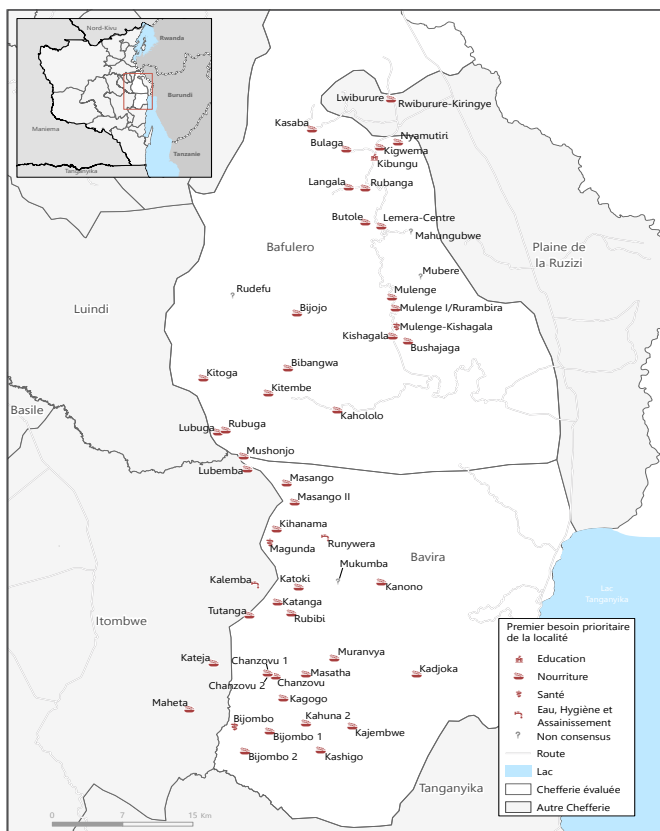 Nord-Kivu
Rwanda
Burundi
Maniema
Tanzanie
Tanganyika
Lwiburure
Rwiburure-Kiringye
Kasaba
Nyamutiri
Bulaga
Kigwema
Kibungu
Langala
Rubanga
Butole
Lemera-Centre
Mahungubwe
Bafulero
Plaine de
la Ruzizi
Mubere
Rudefu
Mulenge
Luindi
Bijojo
Mulenge I/Rurambira
Mulenge-Kishagala
Kishagala
Bushajaga
Bibangwa
Kitoga
Kitembe
Basile
Kahololo
Lubuga
Rubuga
Mushonjo
Lubemba
Masango
Masango II
Kihanama
Runywera
Magunda
Bavira
Mukumba
Kalemba
Katoki
Kanono
Lac
Tanganyika
Katanga
Itombwe
Tutanga
Rubibi
Muranvya
Kateja
Chanzovu 1
Masatha
Kadjoka
Chanzovu 2
Chanzovu
Kagogo
Maheta
Bijombo
Kahuna 2
Bijombo 1
Kajembwe
Bijombo 2
Kashigo
Tanganyika
Premier besoin prioritaire
de la localité
Education
Nourriture
Santé
Eau, Hygiène et
Assainissement
Non consensus
Route
Lac
Chefferie évaluée
Autre Chefferie
0 7 15 Km